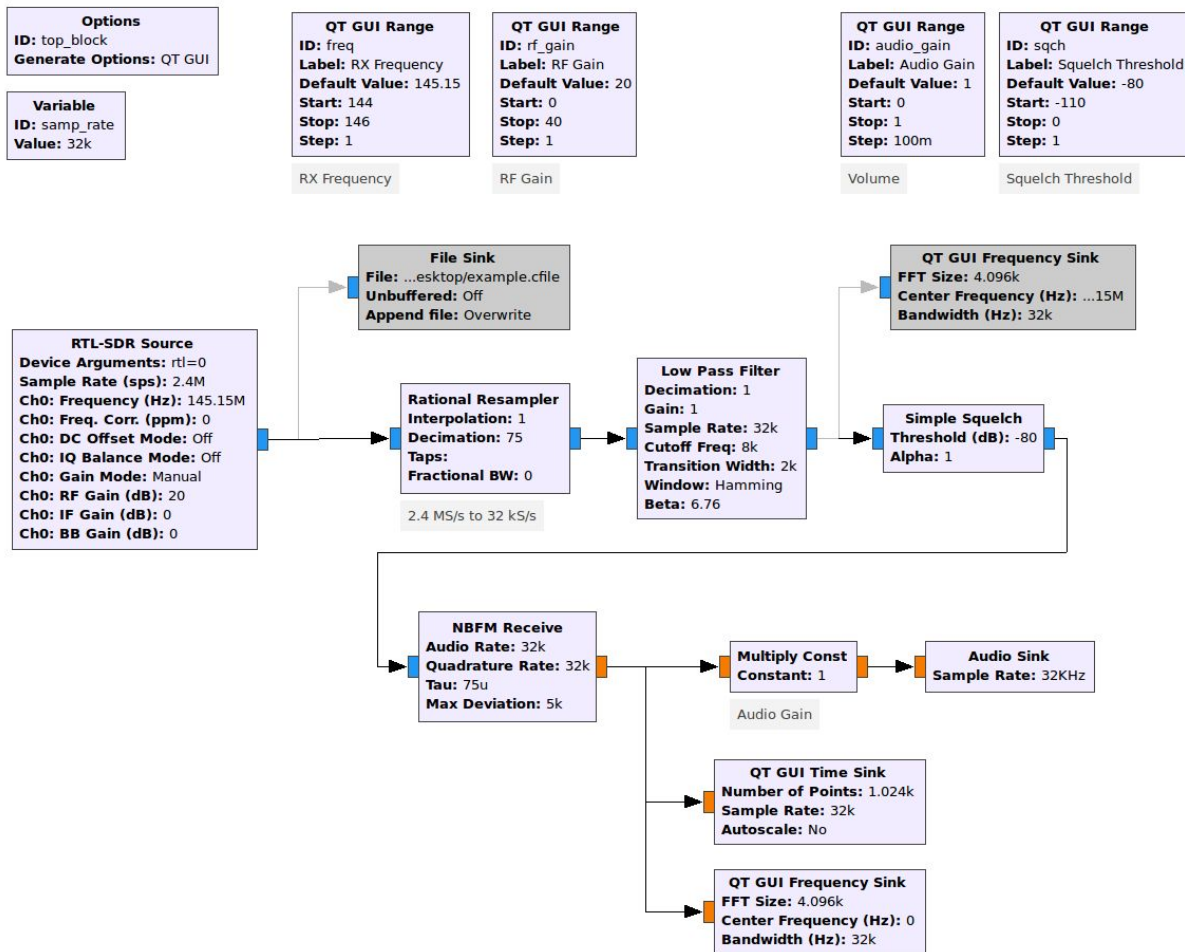 Options
ID: top_block
Generate Options: QT GUI
Variable
ID: samp_rate
Value: 32k
QT GUI Range
ID: freq
Label: RX Frequency
Default Value: 145.15
Start: 144
Stop: 146
Step: 1
RX Frequency
QT GUI Range
ID: rf_gain
Label: RF Gain
Default Value: 20
Start: 0
Stop: 40
Step: 1
RF Gain
QT GUI Range
ID: audio_gain
Label: Audio Gain
Default Value: 1
Start: 0
Stop: 1
Step: 100m
Volume
QT GUI Range
ID: sqch
Label: Squelch Threshold
Default Value: -80
Start: -110
Stop: 0
Step: 1
Squelch Threshold
File Sink
File: ...esktop/example.cfile
Unbuffered: Off
Append file: Overwrite
QT GUI Frequency Sink
FFT Size: 4.096k
Center Frequency (Hz): ...15M
Bandwidth (Hz): 32k
RTL-SDR Source
Device Arguments: rtl=0
Sample Rate (sps): 2.4M
Ch0: Frequency (Hz): 145.15M
Ch0: Freq. Corr. (ppm): 0
Ch0: DC Offset Mode: Off
Ch0: IQ Balance Mode: Off
Ch0: Gain Mode: Manual
Ch0: RF Gain (dB): 20
Ch0: IF Gain (dB): 0
Ch0: BB Gain (dB): 0
Rational Resampler
Interpolation: 1
Decimation: 75
Taps:
Fractional BW: 0
2.4 MS/s to 32 kS/s
Low Pass Filter
Decimation: 1
Gain: 1
Sample Rate: 32k
Cutoff Freq: 8k
Transition Width: 2k
Window: Hamming
Beta: 6.76
Simple Squelch
Threshold (dB): -80
Alpha: 1
NBFM Receive
Audio Rate: 32k
Quadrature Rate: 32k
Tau: 75u
Max Deviation: 5k
Multiply Const
Constant: 1
Audio Gain
Audio Sink
Sample Rate: 32KHz
QT GUI Time Sink
Number of Points: 1.024k
Sample Rate: 32k
Autoscale: No
QT GUI Frequency Sink
FFT Size: 4.096k
Center Frequency (Hz): 0
Bandwidth (Hz): 32k